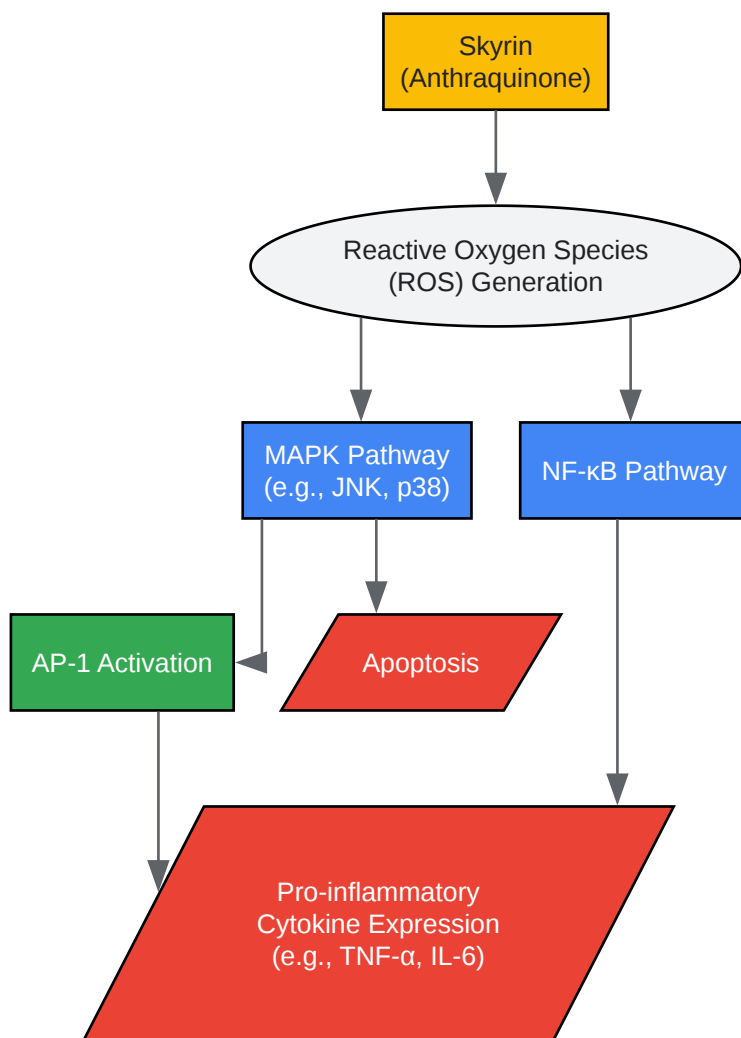 Skyrin
(Anthraquinone)
Reactive Oxygen Species
(ROS) Generation
MAPK Pathway
(e.g., JNK, p38)
NF-κB Pathway
AP-1 Activation
Apoptosis
Pro-inflammatory
Cytokine Expression
(e.g., TNF-α, IL-6)